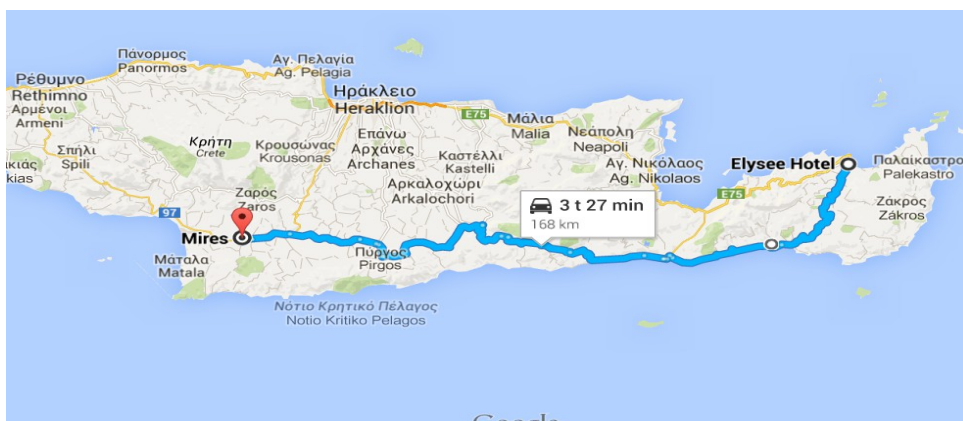 Πάνορμος
Panormos
Αγ. Πελαγία
Ag. Pelagia
Ρέθυμνο
Rethimno
Αρμένοι
Armeni
Ηράκλειο
Heraklion
E75
Μάλια
Malia
Νεάπολη
Neapoli
Κρήτη
Crete
Κρουσώνας
Krousonas
Επάνω
Αρχάνες
Archanes
Καστέλλι
Kastelli
Σπήλι
Spili
κιάς
kias
Αγ. Νικόλαος
Ag. Nikolaos
Elysee Hotel
Παλαίκαστρο
Palekastro
Ζαρός
Zaros
Αρκαλοχώρι
Arkalochori
E75
Ζάκρος
Zákros
3 t 27 min
168 km
97
Mires
Μάταλα
Matala
Πύργος
Pirgos
Νότιο Κρητικό Πέλαγος
Notio Kritiko Pelagos